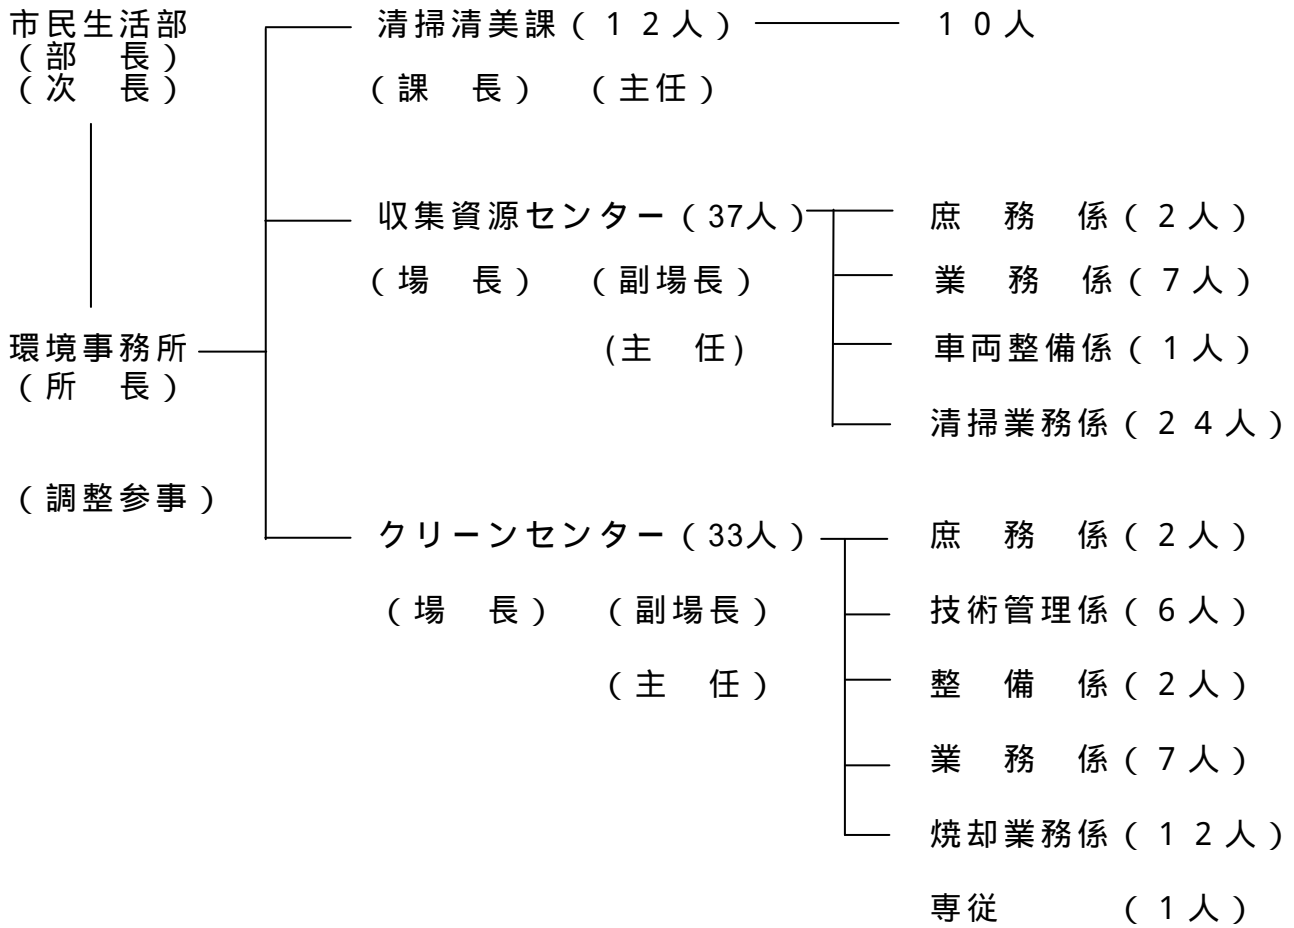 市民生活部
（部　長）
（次　長）
環境事務所
（所　長）
（調整参事）
清掃清美課（１２人）
１０人
（課　長）　（主任）
収集資源センター（37人）
（場　長）　（副場長）
(主　任)
庶　務　係（２人）
業　務　係（７人）
車両整備係（１人）
清掃業務係（２４人）
クリーンセンター（33人）
（場　長）　（副場長）
（主　任）
庶　務　係（２人）
技術管理係（６人）
整　備　係（２人）
業　務　係（７人）
焼却業務係（１２人）
専従　　　（１人）